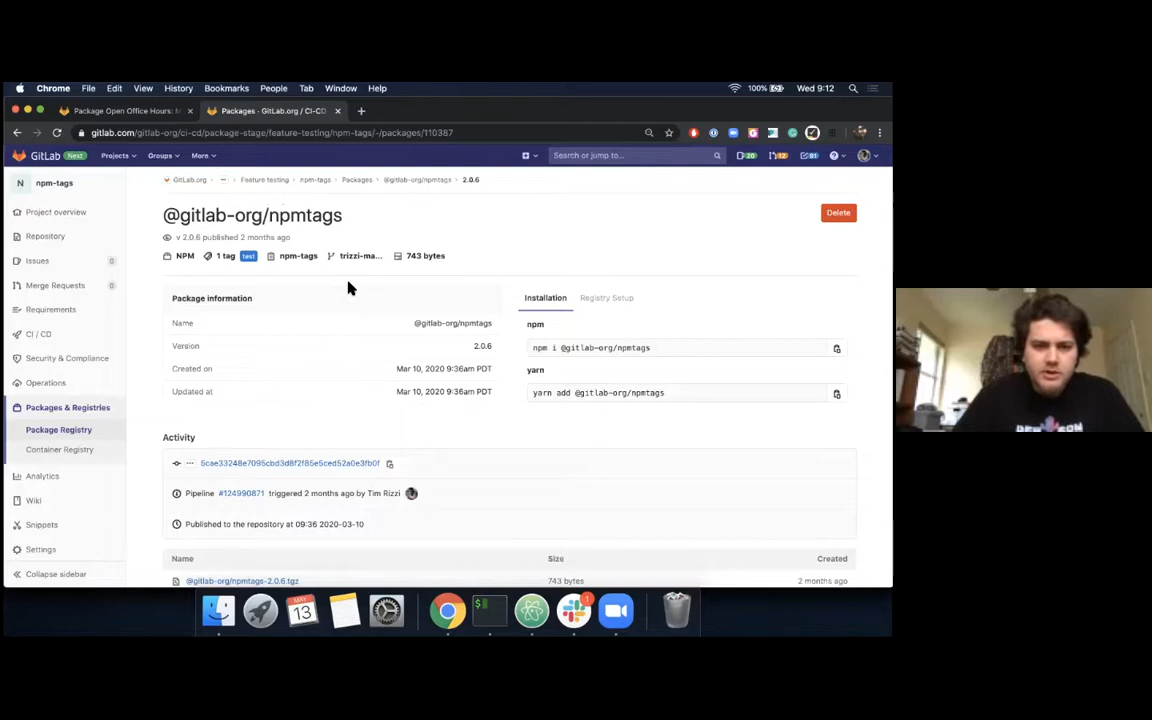 Chrome File Edit View History Bookmarks People Tab Window Help 100% Wed 9:12
Package Open Office Hours: M Packages · GitLab.org / CI-CD
gitlab.com/gitlab-org/ci-cd/package-stage/feature-testing/npm-tags/-/packages/110387
GitLab Next Projects Groups More Search or jump to... 20 12 91
N npm-tags
Project overview
Repository
Issues 0
Merge Requests 0
Requirements
CI / CD
Security & Compliance
Operations
Packages & Registries
Package Registry
Container Registry
Analytics
Wiki
Snippets
Settings
Collapse sidebar
GitLab.org > ... > Feature testing > npm-tags > Packages > @gitlab-org/npmtags > 2.0.6
@gitlab-org/npmtags
Delete
v 2.0.6 published 2 months ago
NPM 1 tag test npm-tags trizzi-ma... 743 bytes
Package information
Name @gitlab-org/npmtags
Version 2.0.6
Created on Mar 10, 2020 9:36am PDT
Updated at Mar 10, 2020 9:36am PDT
Installation Registry Setup
npm
npm i @gitlab-org/npmtags
yarn
yarn add @gitlab-org/npmtags
Activity
5cae33248e7095cbd3d8f2f85e5ced52a0e3fb0f
Pipeline #124990871 triggered 2 months ago by Tim Rizzi
Published to the repository at 09:36 2020-03-10
Name Size Created
@gitlab-org/npmtags-2.0.6.tgz 743 bytes 2 months ago
MAY
13
1